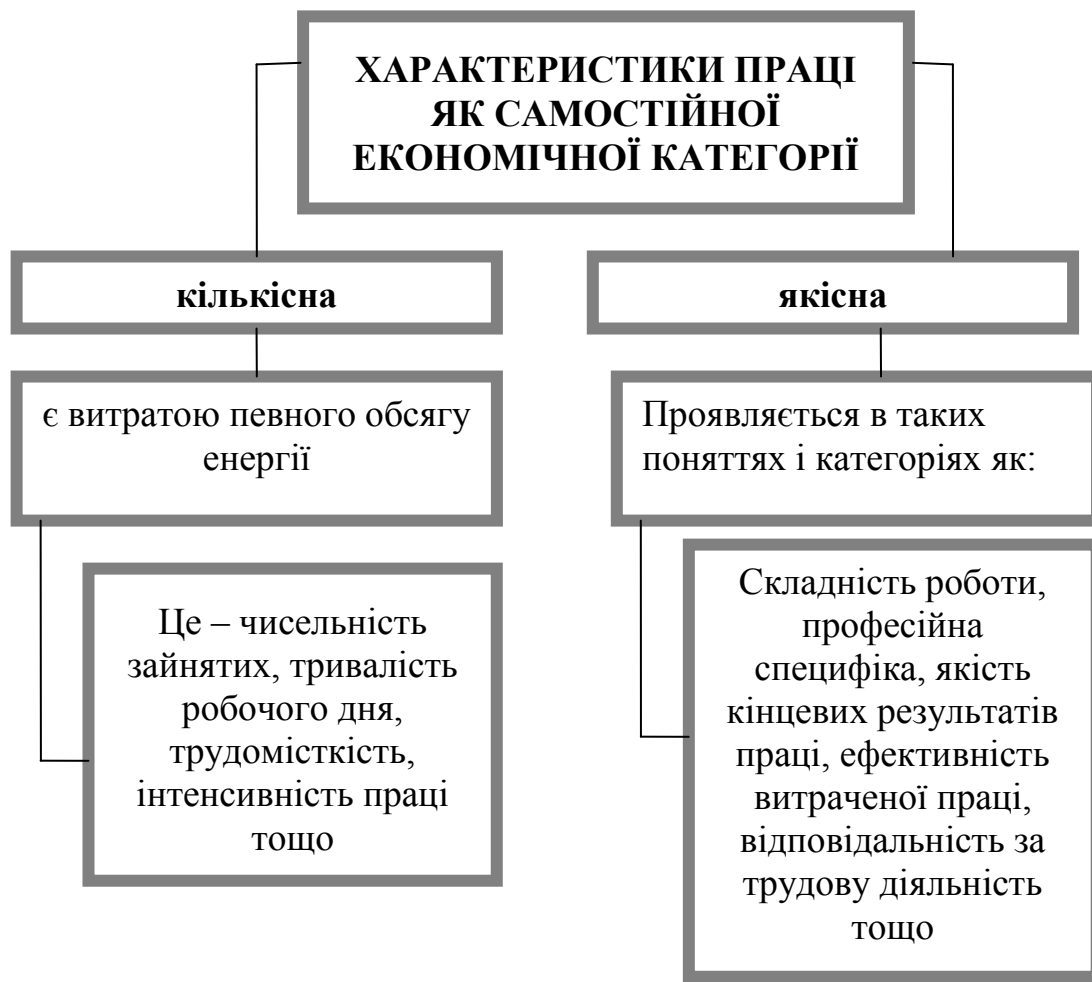 ХАРАКТЕРИСТИКИ ПРАЦІ
ЯК САМОСТІЙНОЇ
ЕКОНОМІЧНОЇ КАТЕГОРІЇ
кількісна
є витратою певного обсягу
енергії
Це – чисельність
зайнятих, тривалість
робочого дня,
трудомісткість,
інтенсивність праці
тощо
якісна
Проявляється в таких
поняттях і категоріях як:
Складність роботи,
професійна
специфіка, якість
кінцевих результатів
праці, ефективність
витраченої праці,
відповідальність за
трудову діяльність
тощо